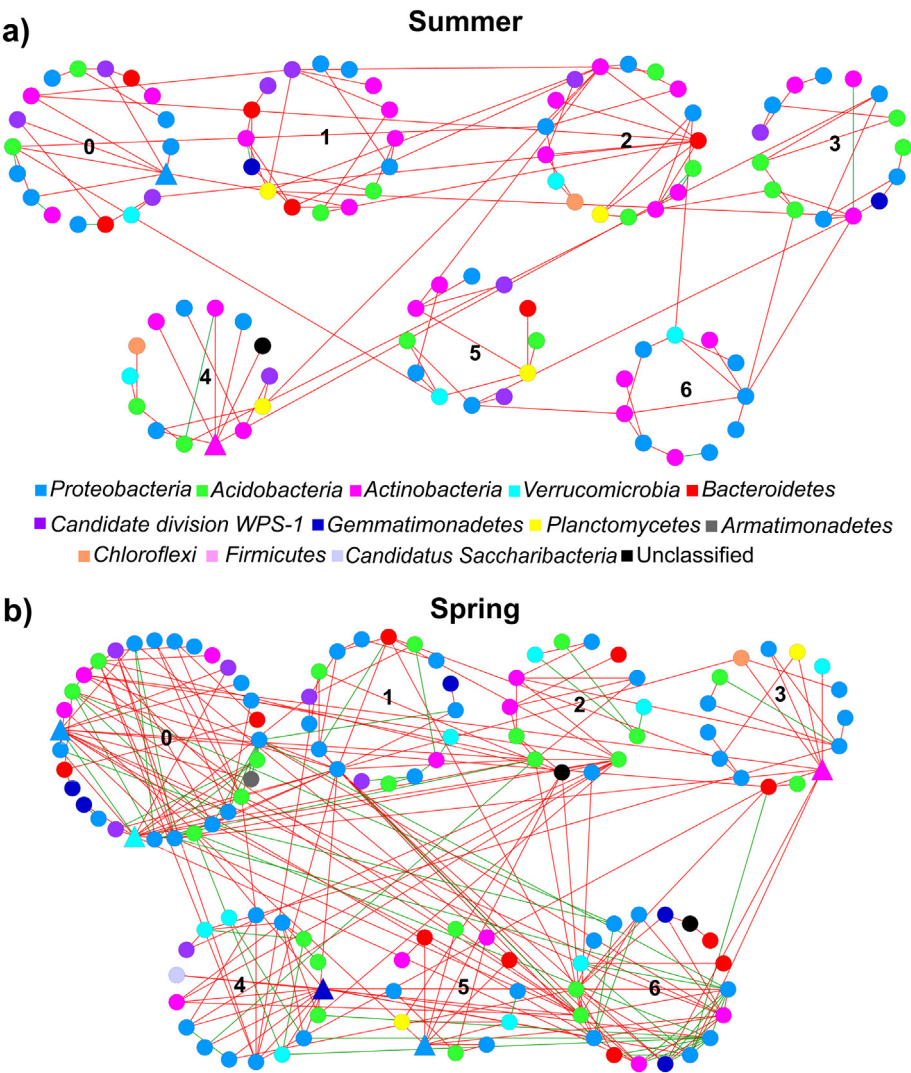 Summer
a)
0
1
2
3
4
5
6
Proteobacteria Acidobacteria Actinobacteria Verrucomicrobia Bacteroidetes
Candidate division WPS-1 Gemmatimonadetes Planctomycetes Armatimonadetes
Chloroflexi Firmicutes Candidatus Saccharibacteria Unclassified
b)
Spring
0
1
2
3
4
5
6